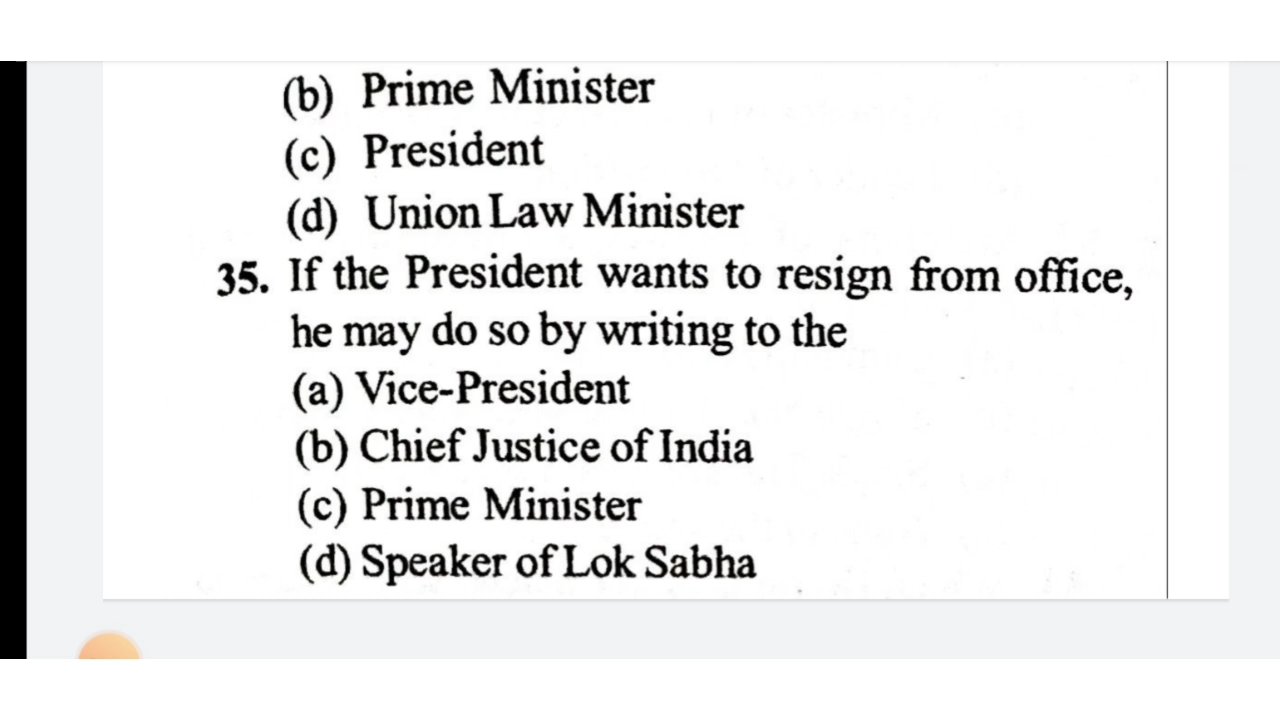 (b) Prime Minister
(c) President
(d) Union Law Minister
35. If the President wants to resign from office,
he may do so by writing to the
(a) Vice-President
(b) Chief Justice of India
(c) Prime Minister
(d) Speaker of Lok Sabha